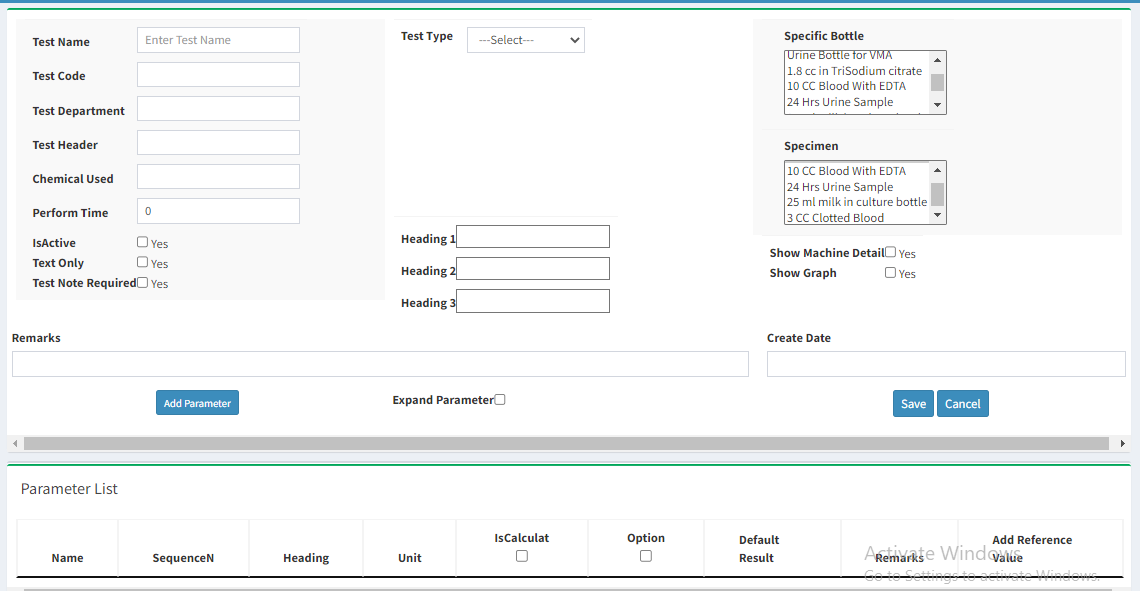 Test Name
Enter Test Name
Test Code
Test Department
Test Header
Chemical Used
Perform Time
0
IsActive
Yes
Text Only
Yes
Test Note Required
Yes
Test Type
---Select---
Heading 1
Heading 2
Heading 3
Specific Bottle
Urine Bottle for VMA
1.8 cc in TriSodium citrate
10 CC Blood With EDTA
24 Hrs Urine Sample
Specimen
10 CC Blood With EDTA
24 Hrs Urine Sample
25 ml milk in culture bottle
3 CC Clotted Blood
Show Machine Detail
Yes
Show Graph
Yes
Remarks
Create Date
Add Parameter
Expand Parameter
Save
Cancel
Parameter List
Name
SequenceN
Heading
Unit
IsCalculat
Option
Default
Result
Remarks
Add Reference
Value
Activate Windows
Go to Settings to activate Windows.